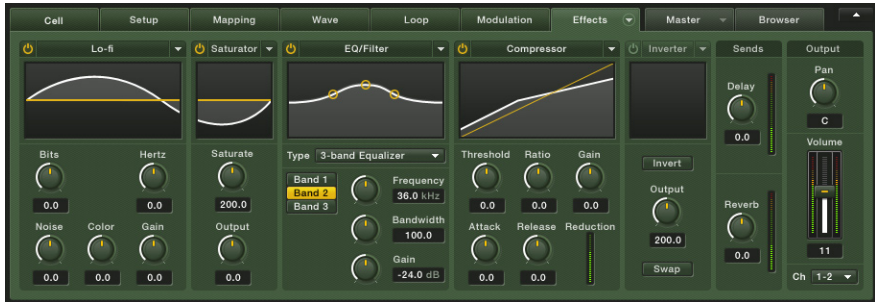 Cell Setup Mapping Wave Loop Modulation Effects Master Browser
Lo-fi Saturator EQ/Filter Compressor Inverter Sends Output
Bits Hertz
0.0 0.0
Noise Color Gain
0.0 0.0 0.0
Saturate
200.0
Output
0.0
Type 3-band Equalizer
Band 1
Band 2
Band 3
Frequency
36.0 kHz
Bandwidth
100.0
Gain
-24.0 dB
Threshold Ratio Gain
0.0 0.0 0.0
Attack Release Reduction
0.0 0.0
Invert
Output
200.0
Swap
Delay
0.0
Reverb
0.0
Pan
C
Volume
11
Ch 1-2